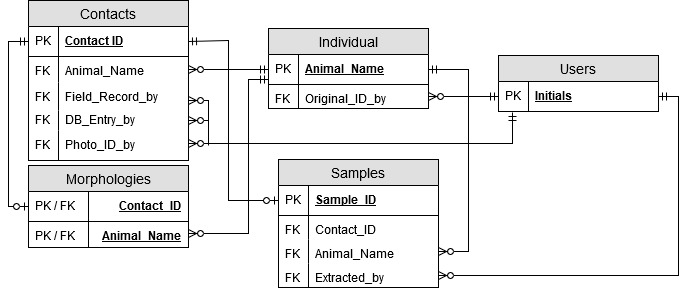 Contacts
PK Contact ID
FK Animal_Name
FK Field_Record_by
FK DB_Entry_by
FK Photo_ID_by
Morphologies
PK / FK Contact_ID
PK / FK Animal_Name
Individual
PK Animal_Name
FK Original_ID_by
Samples
PK Sample_ID
FK Contact_ID
FK Animal_Name
FK Extracted_by
Users
PK Initials